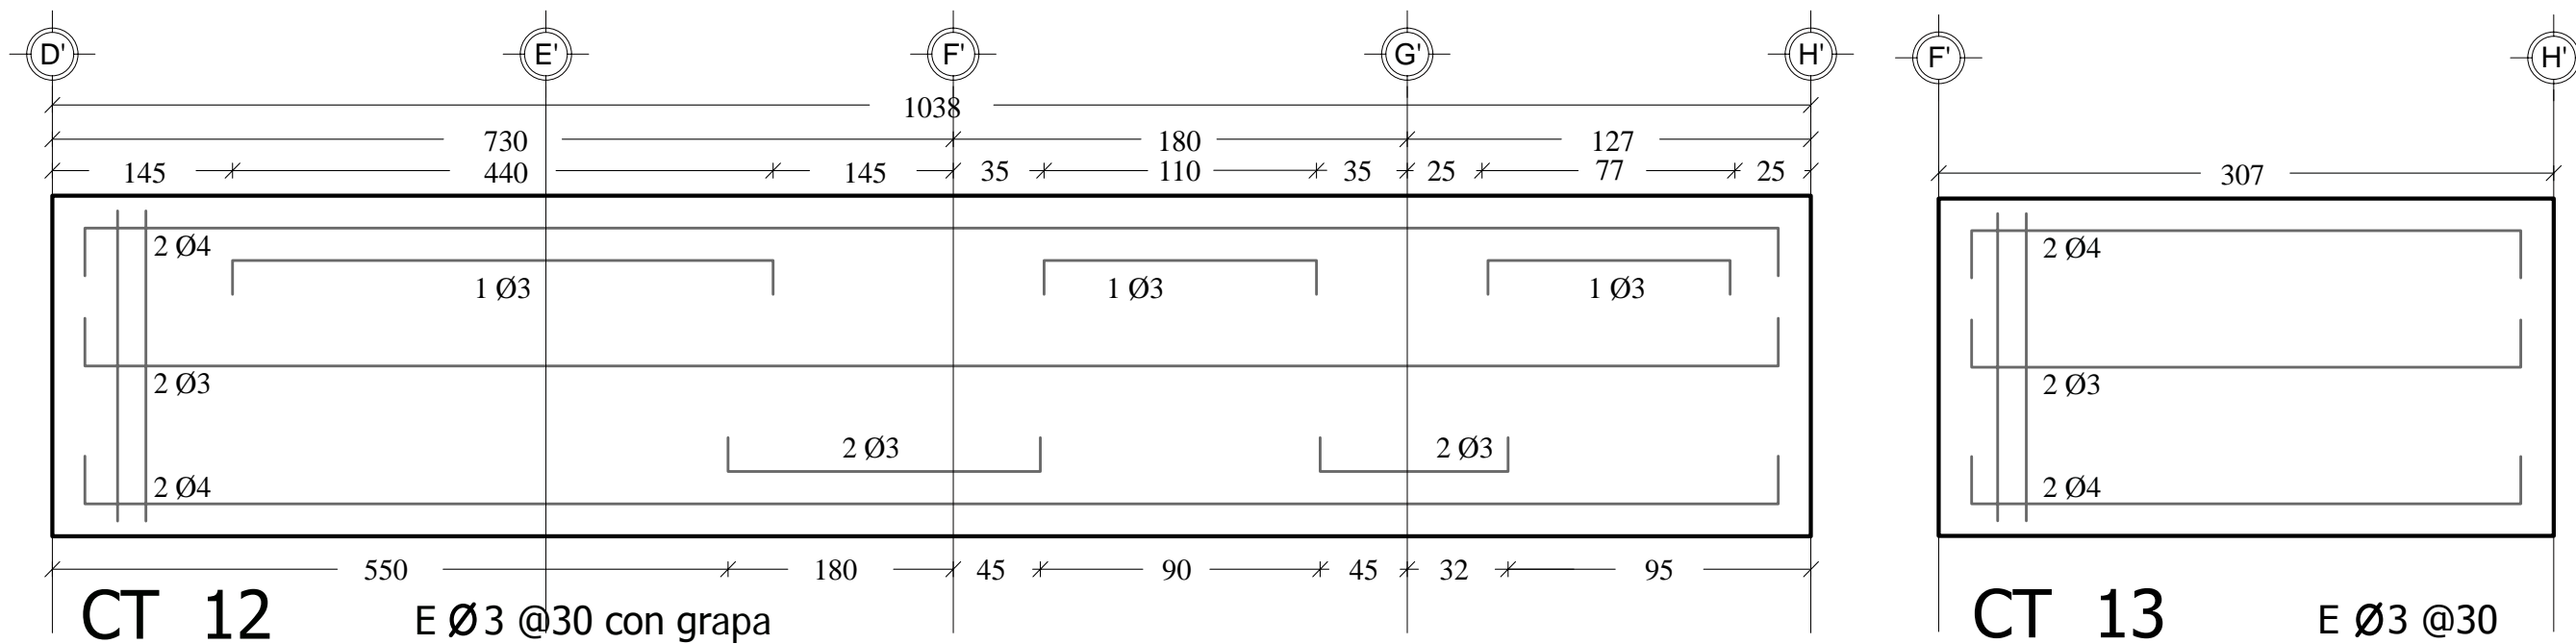 D' E' F' G' H' F' H'
1038
730 180 127
145 440 145 35 110 35 25 77 25 307
2 Ø4 2 Ø4
1 Ø3 1 Ø3 1 Ø3
2 Ø3 2 Ø3
2 Ø3 2 Ø3
2 Ø4 2 Ø4
550 180 45 90 45 32 95
CT 12 E Ø3 @30 con grapa CT 13 E Ø3 @30